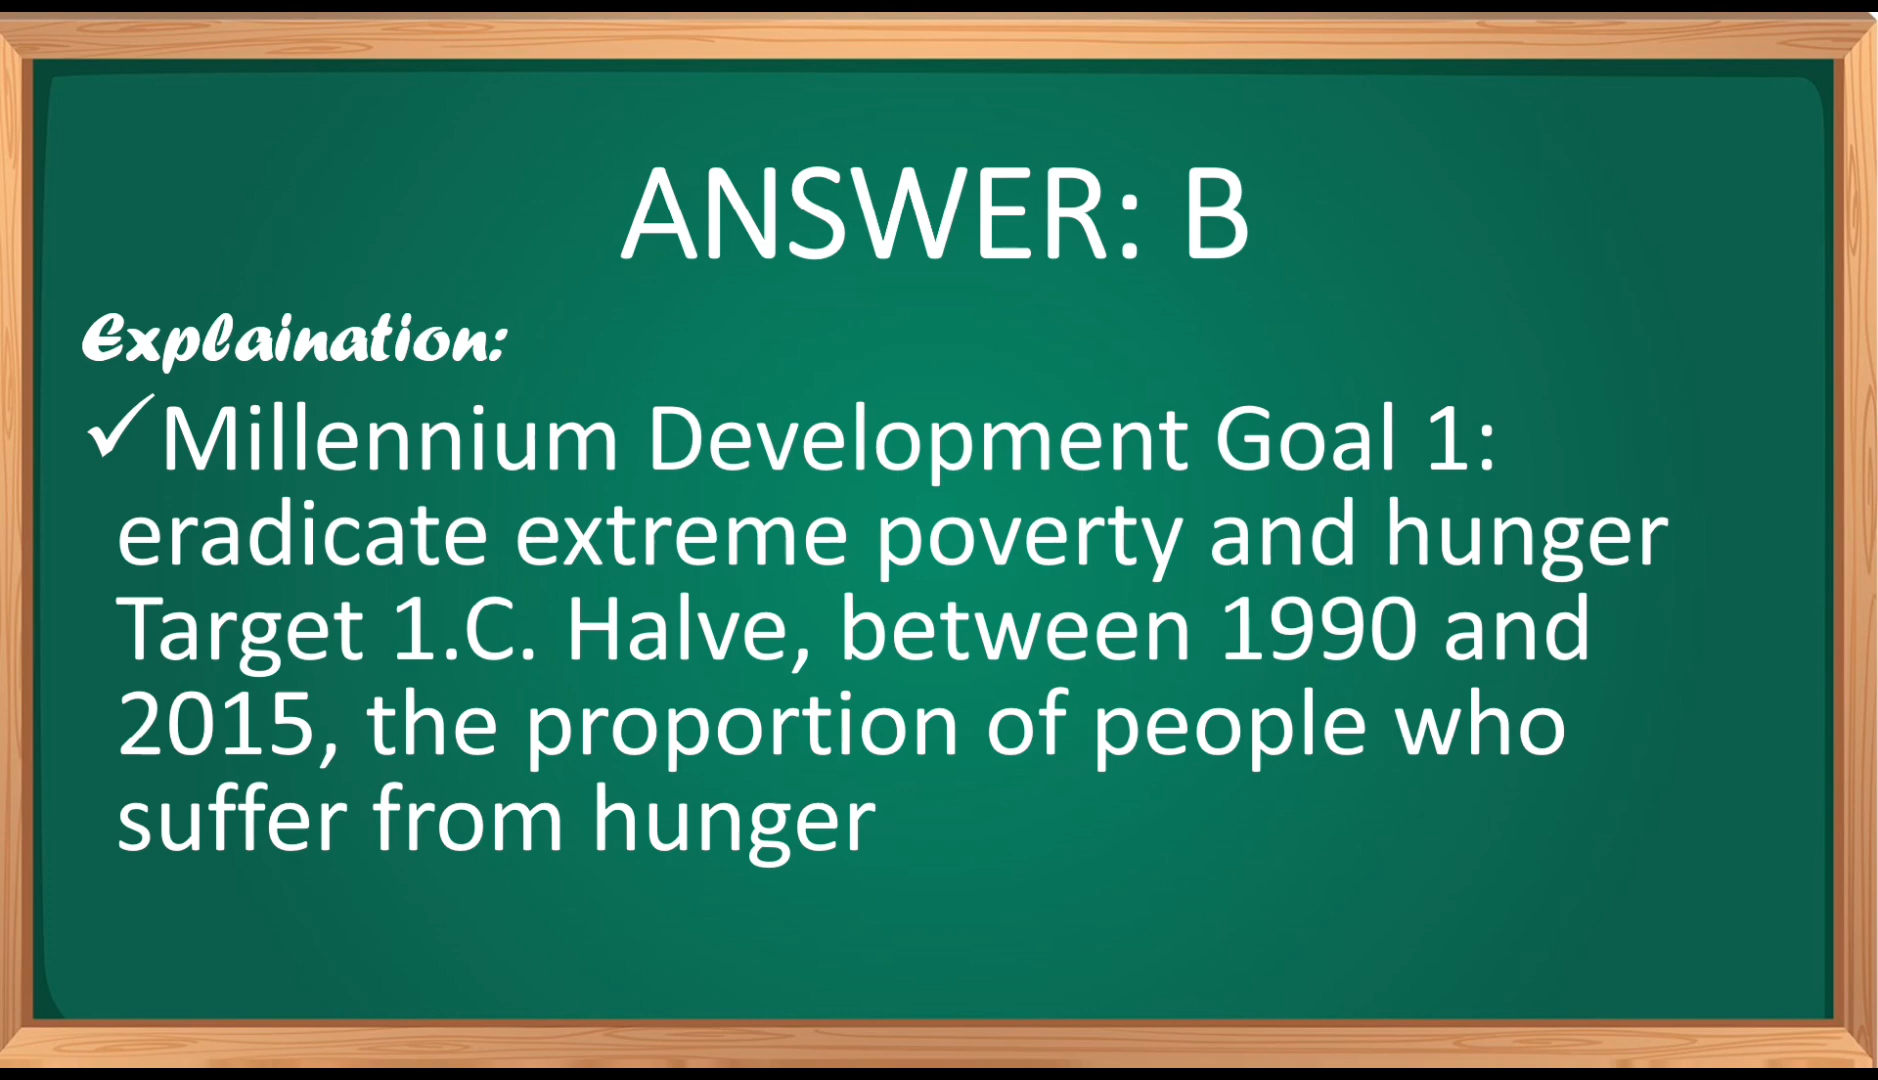 ANSWER: B
Explaination:
✓Millennium Development Goal 1:
eradicate extreme poverty and hunger
Target 1.C. Halve, between 1990 and
2015, the proportion of people who
suffer from hunger